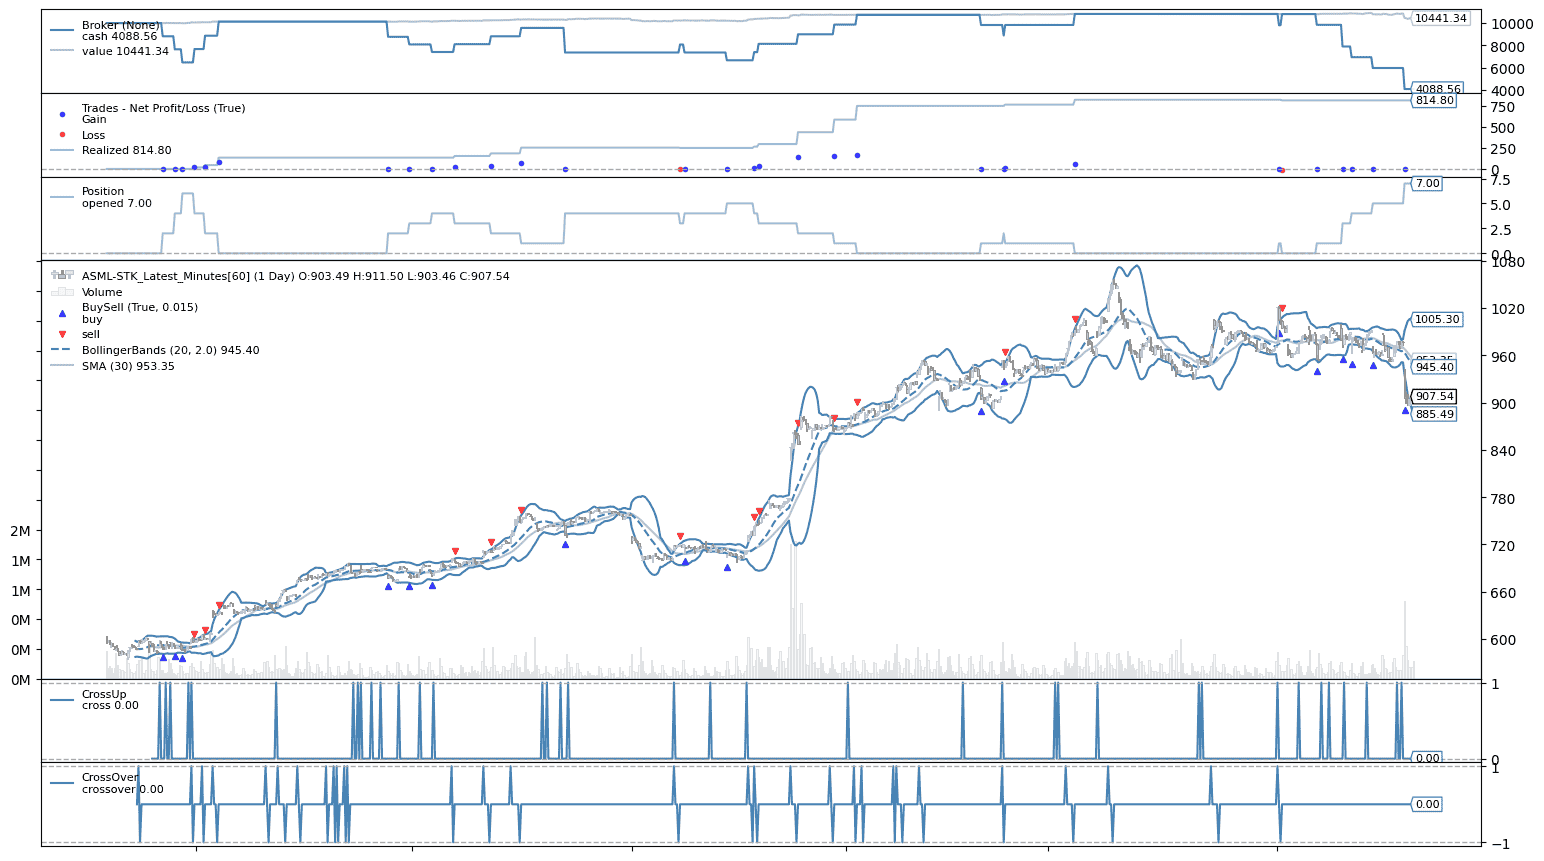 Broker (None)
cash 4088.56
value 10441.34
10441.34
10000
8000
6000
4000
4088.56
Trades - Net Profit/Loss (True)
Gain
Loss
Realized 814.80
814.80
750
500
250
0
Position
opened 7.00
7.00
7.5
5.0
2.5
0.0
ASML-STK_Latest_Minutes[60] (1 Day) O:903.49 H:911.50 L:903.46 C:907.54
Volume
BuySell (True, 0.015)
buy
sell
BollingerBands (20, 2.0) 945.40
SMA (30) 953.35
1080
1020
960
900
840
780
720
660
600
1005.30
953.35
945.40
907.54
885.49
2M
1M
1M
0M
0M
0M
CrossUp
cross 0.00
1
0
0.00
CrossOver
crossover 0.00
1
0.00
−1